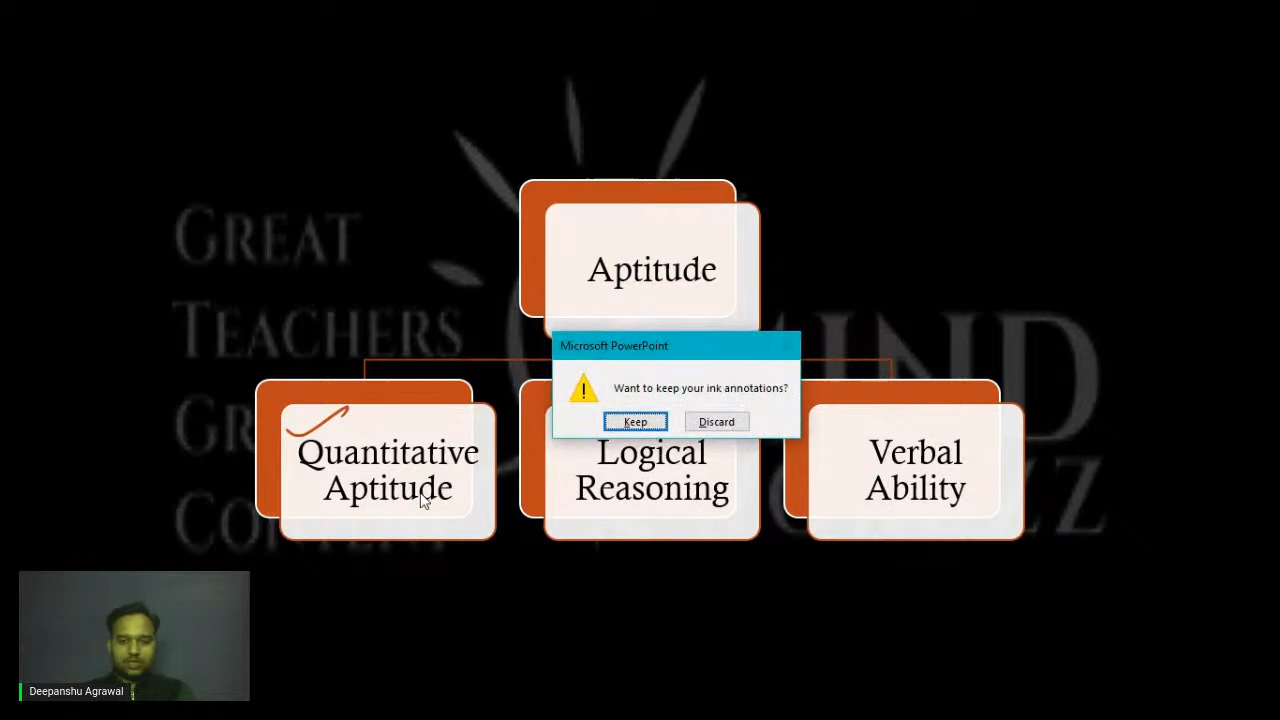 GREAT
TEACHERS
Aptitude
Microsoft PowerPoint
Want to keep your ink annotations?
Keep
Discard
Quantitative
Aptitude
Logical
Reasoning
Verbal
Ability
Deepanshu Agrawal